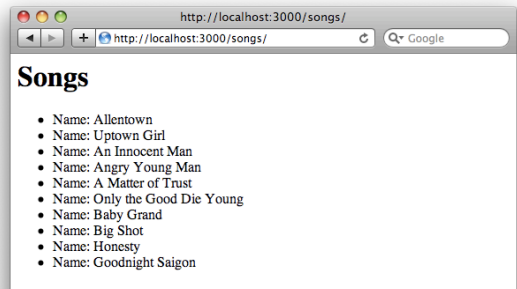 http://localhost:3000/songs/
http://localhost:3000/songs/
Google
Songs
Name: Allentown
Name: Uptown Girl
Name: An Innocent Man
Name: Angry Young Man
Name: A Matter of Trust
Name: Only the Good Die Young
Name: Baby Grand
Name: Big Shot
Name: Honesty
Name: Goodnight Saigon